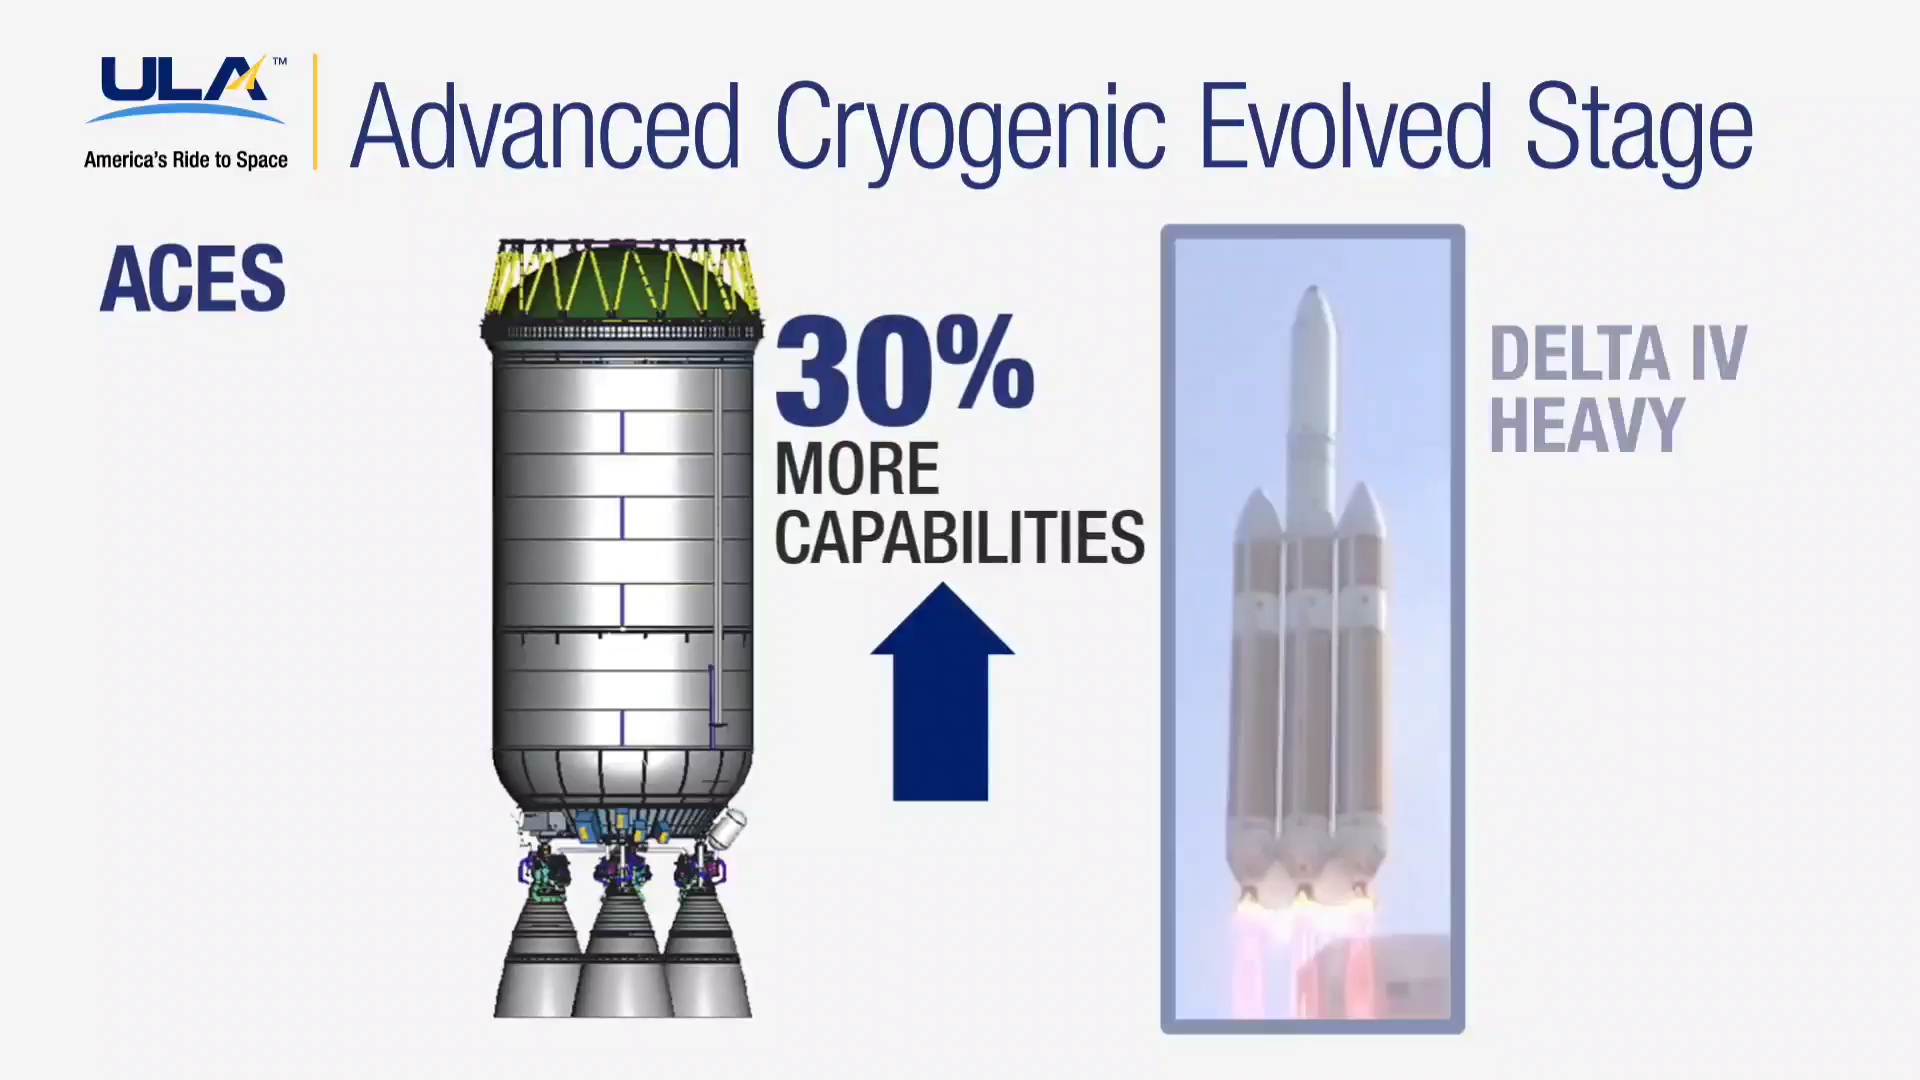 ULA™
America's Ride to Space
Advanced Cryogenic Evolved Stage
ACES
30%
MORE
CAPABILITIES
DELTA IV
HEAVY